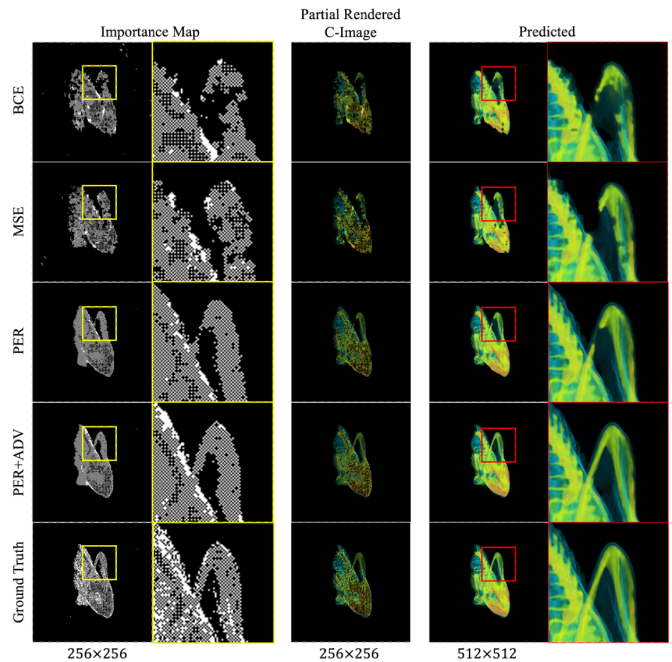 Importance Map
Partial Rendered
C-Image
Predicted
BCE
MSE
PER
PER+ADV
Ground Truth
256×256
256×256
512×512